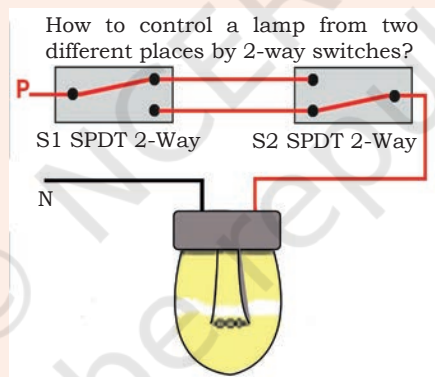 How to control a lamp from two
different places by 2-way switches?
P
S1 SPDT 2-Way
S2 SPDT 2-Way
N